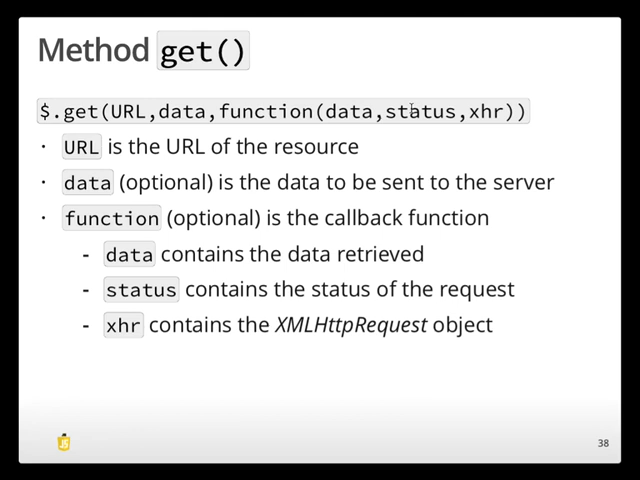 Method get()
$.get(URL,data,function(data,status,xhr))
· URL is the URL of the resource
· data (optional) is the data to be sent to the server
· function (optional) is the callback function
- data contains the data retrieved
- status contains the status of the request
- xhr contains the XMLHttpRequest object
JS
38